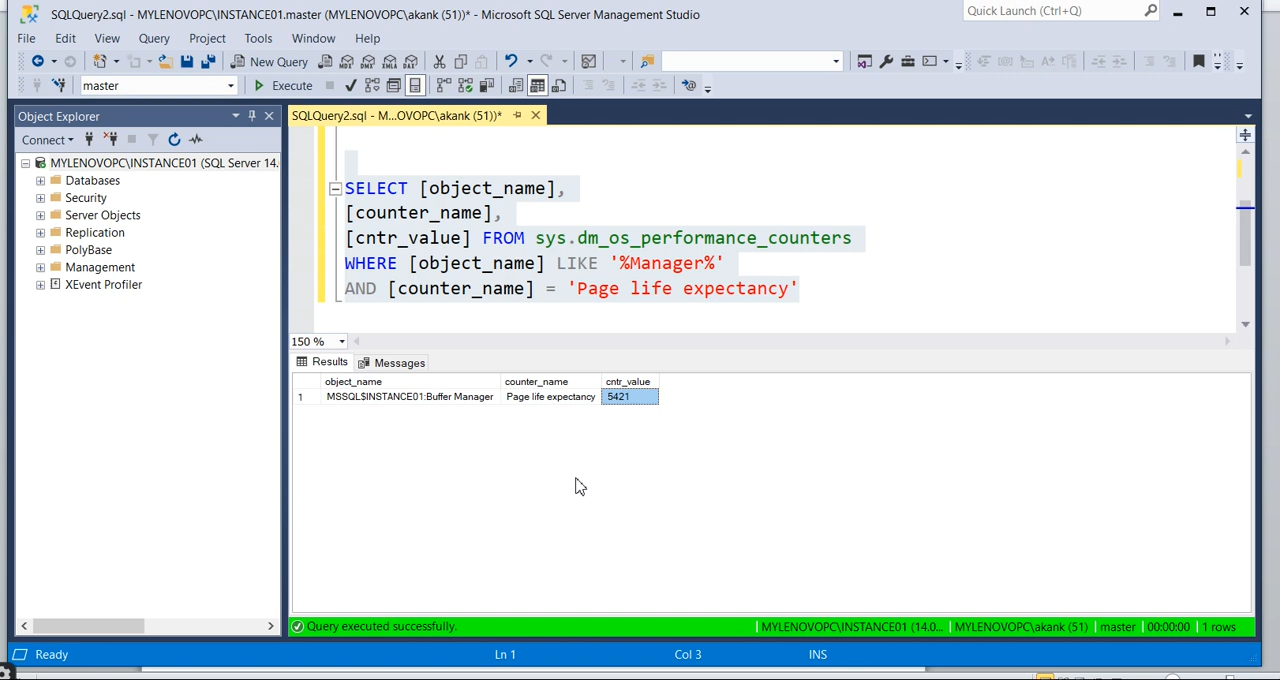 SQLQuery2.sql - MYLENOVOPC\INSTANCE01.master (MYLENOVOPC\akank (51))* - Microsoft SQL Server Management Studio
Quick Launch (Ctrl+Q)
File Edit View Query Project Tools Window Help
New Query MDX DMX XMLA DAX
master Execute
Object Explorer
SQLQuery2.sql - M...OVOPC\akank (51))*
Connect
MYLENOVOPC\INSTANCE01 (SQL Server 14.
Databases
Security
Server Objects
Replication
PolyBase
Management
XEvent Profiler
SELECT [object_name],
[counter_name],
[cntr_value] FROM sys.dm_os_performance_counters
WHERE [object_name] LIKE '%Manager%'
AND [counter_name] = 'Page life expectancy'
150 %
Results Messages
object_name counter_name cntr_value
1 MSSQL$INSTANCE01:Buffer Manager Page life expectancy 5421
Query executed successfully. MYLENOVOPC\INSTANCE01 (14.0... MYLENOVOPC\akank (51) master 00:00:00 1 rows
Ready Ln 1 Col 3 INS